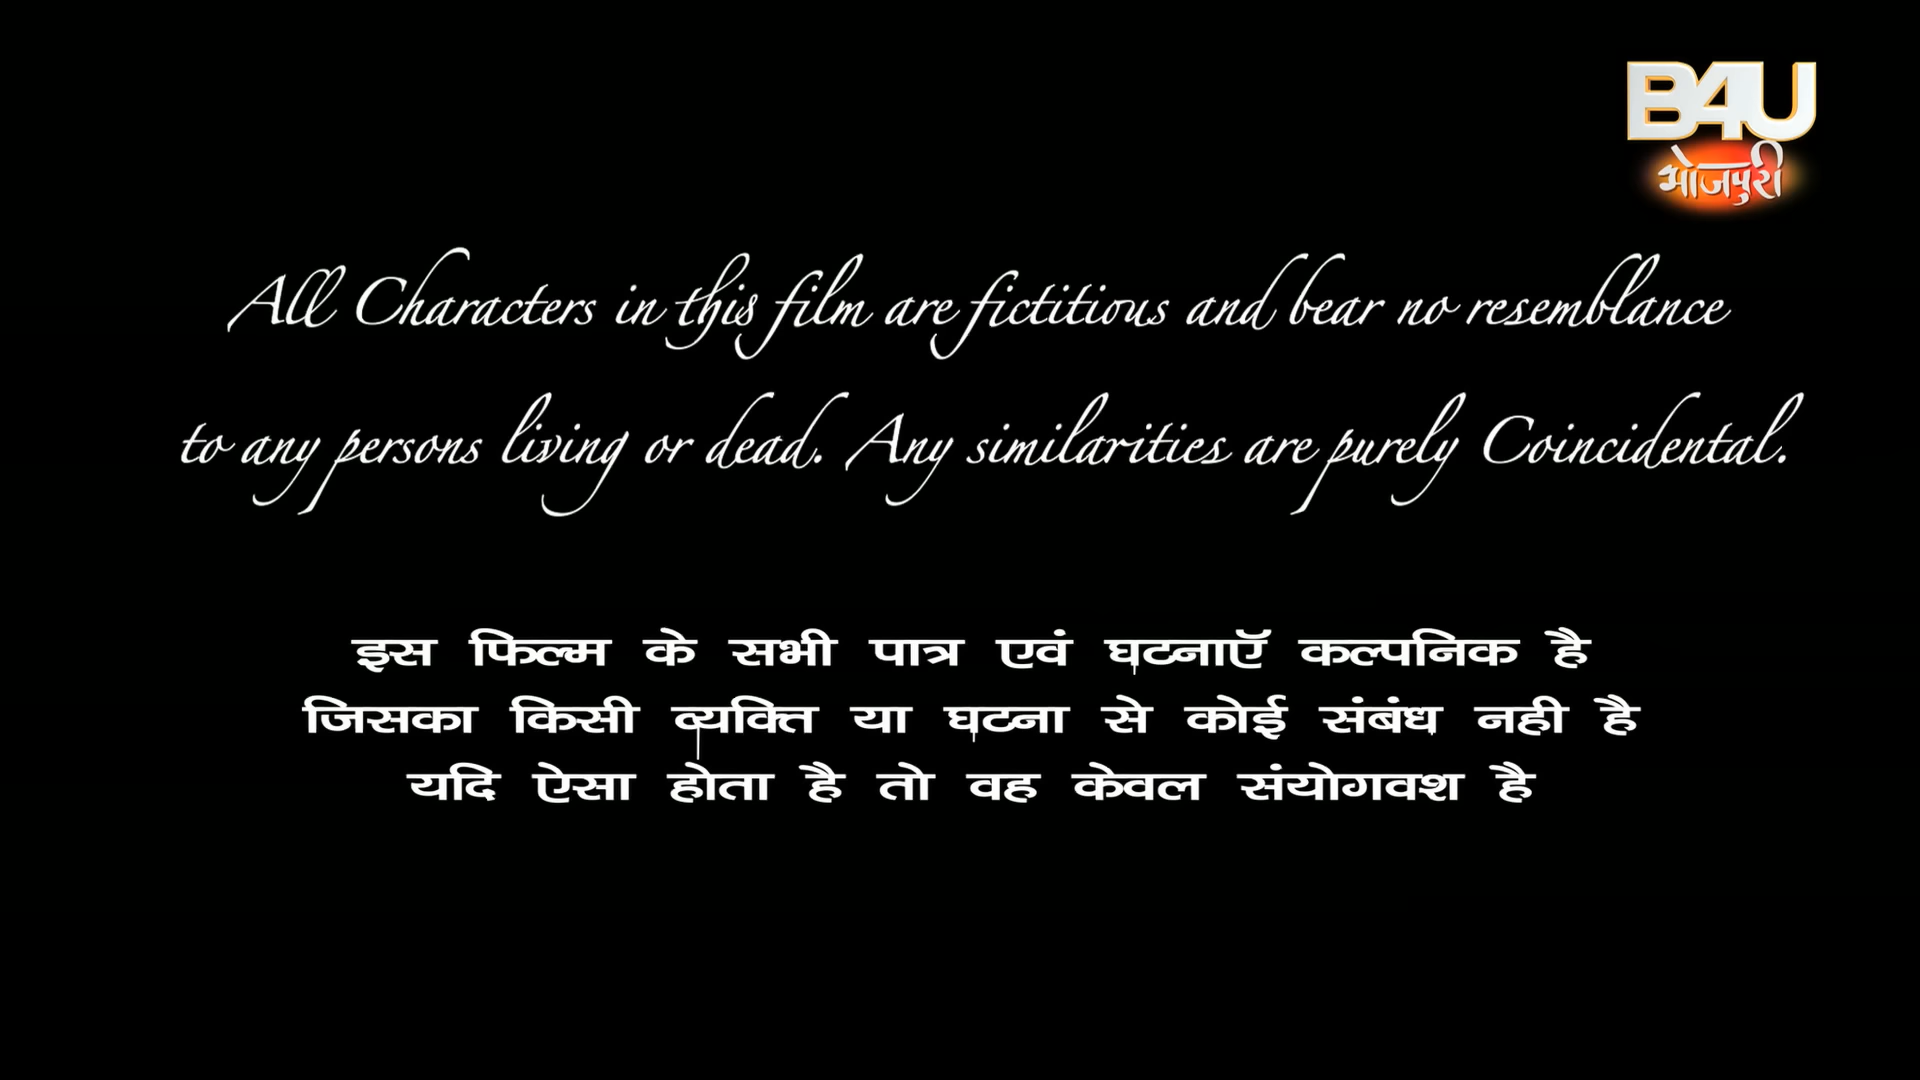 B4U
भोजपुरी
All Characters in this film are fictitious and bear no resemblance
to any persons living or dead. Any similarities are purely Coincidental.
इस फिल्म के सभी पात्र एवं घटनाएॅ कल्पनिक है
जिसका किसी व्यक्ति या घटना से कोई संबंध नही है
यदि ऐसा होता है तो वह केवल संयोगवश है